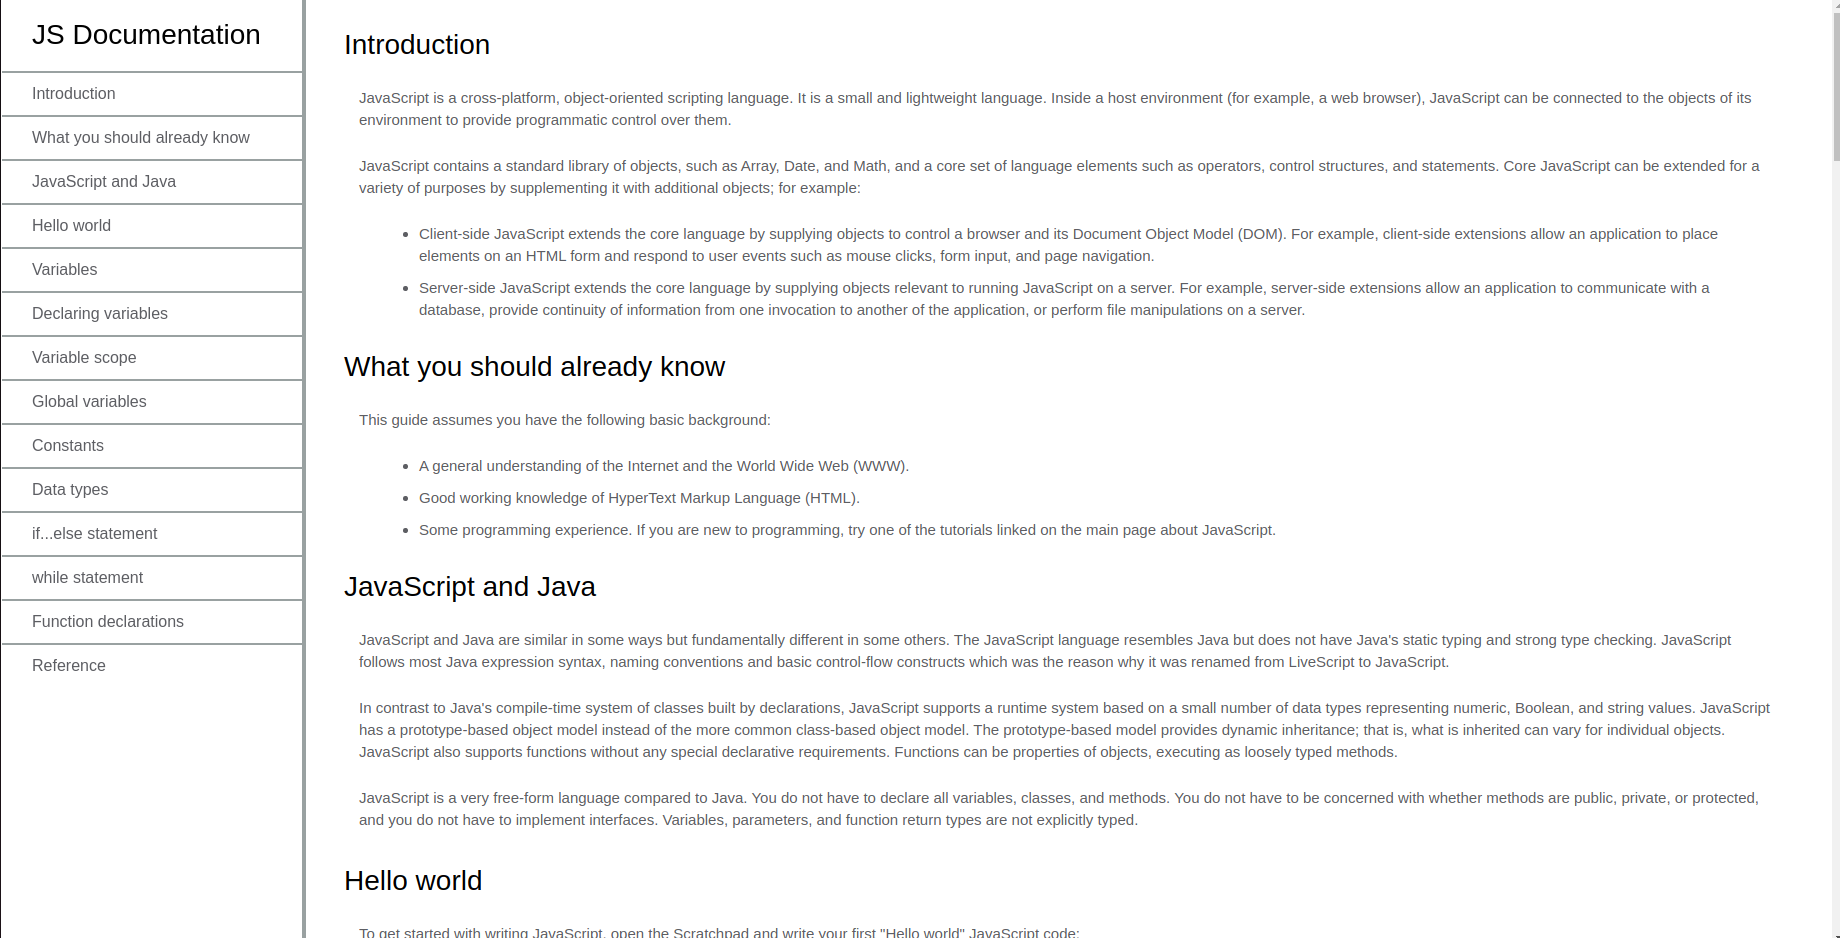 JS Documentation
Introduction
What you should already know
JavaScript and Java
Hello world
Variables
Declaring variables
Variable scope
Global variables
Constants
Data types
if...else statement
while statement
Function declarations
Reference
Introduction
JavaScript is a cross-platform, object-oriented scripting language. It is a small and lightweight language. Inside a host environment (for example, a web browser), JavaScript can be connected to the objects of its
environment to provide programmatic control over them.
JavaScript contains a standard library of objects, such as Array, Date, and Math, and a core set of language elements such as operators, control structures, and statements. Core JavaScript can be extended for a
variety of purposes by supplementing it with additional objects; for example:
• Client-side JavaScript extends the core language by supplying objects to control a browser and its Document Object Model (DOM). For example, client-side extensions allow an application to place
elements on an HTML form and respond to user events such as mouse clicks, form input, and page navigation.
• Server-side JavaScript extends the core language by supplying objects relevant to running JavaScript on a server. For example, server-side extensions allow an application to communicate with a
database, provide continuity of information from one invocation to another of the application, or perform file manipulations on a server.
What you should already know
This guide assumes you have the following basic background:
• A general understanding of the Internet and the World Wide Web (WWW).
• Good working knowledge of HyperText Markup Language (HTML).
• Some programming experience. If you are new to programming, try one of the tutorials linked on the main page about JavaScript.
JavaScript and Java
JavaScript and Java are similar in some ways but fundamentally different in some others. The JavaScript language resembles Java but does not have Java's static typing and strong type checking. JavaScript
follows most Java expression syntax, naming conventions and basic control-flow constructs which was the reason why it was renamed from LiveScript to JavaScript.
In contrast to Java's compile-time system of classes built by declarations, JavaScript supports a runtime system based on a small number of data types representing numeric, Boolean, and string values. JavaScript
has a prototype-based object model instead of the more common class-based object model. The prototype-based model provides dynamic inheritance; that is, what is inherited can vary for individual objects.
JavaScript also supports functions without any special declarative requirements. Functions can be properties of objects, executing as loosely typed methods.
JavaScript is a very free-form language compared to Java. You do not have to declare all variables, classes, and methods. You do not have to be concerned with whether methods are public, private, or protected,
and you do not have to implement interfaces. Variables, parameters, and function return types are not explicitly typed.
Hello world
To get started with writing JavaScript, open the Scratchpad and write your first "Hello world" JavaScript code: